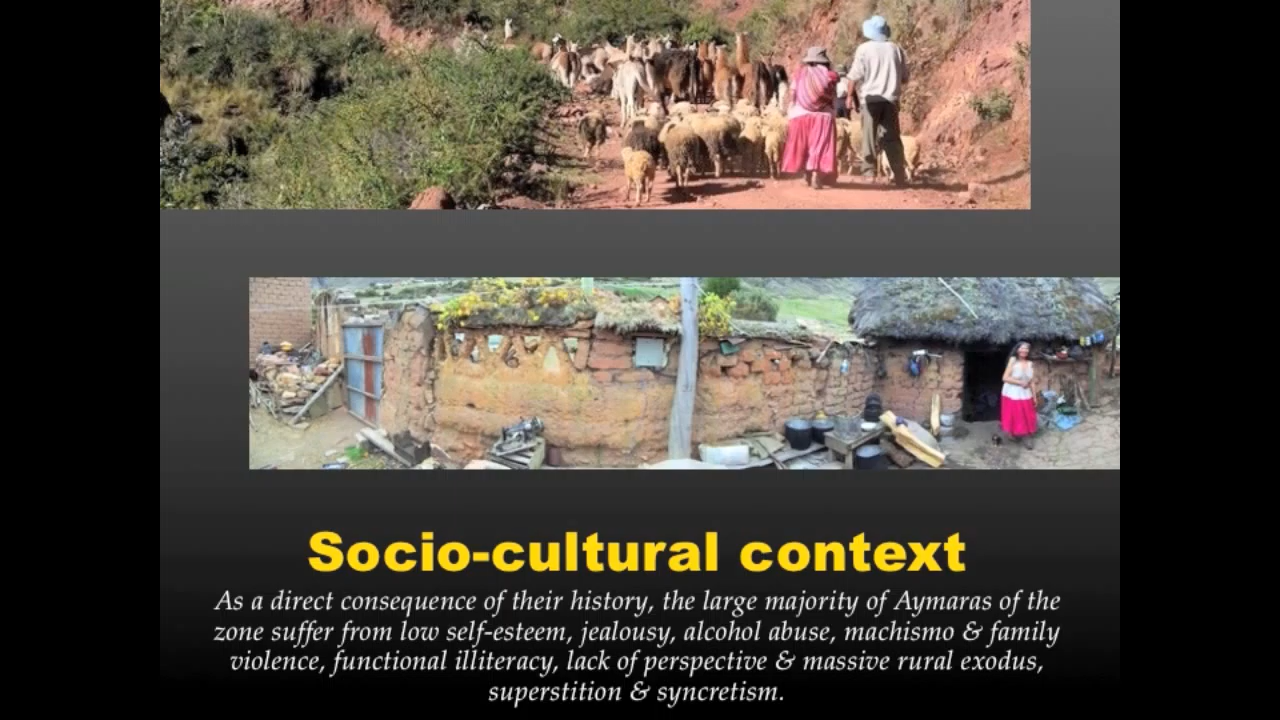 Socio-cultural context
As a direct consequence of their history, the large majority of Aymaras of the
zone suffer from low self-esteem, jealousy, alcohol abuse, machismo & family
violence, functional illiteracy, lack of perspective & massive rural exodus,
superstition & syncretism.